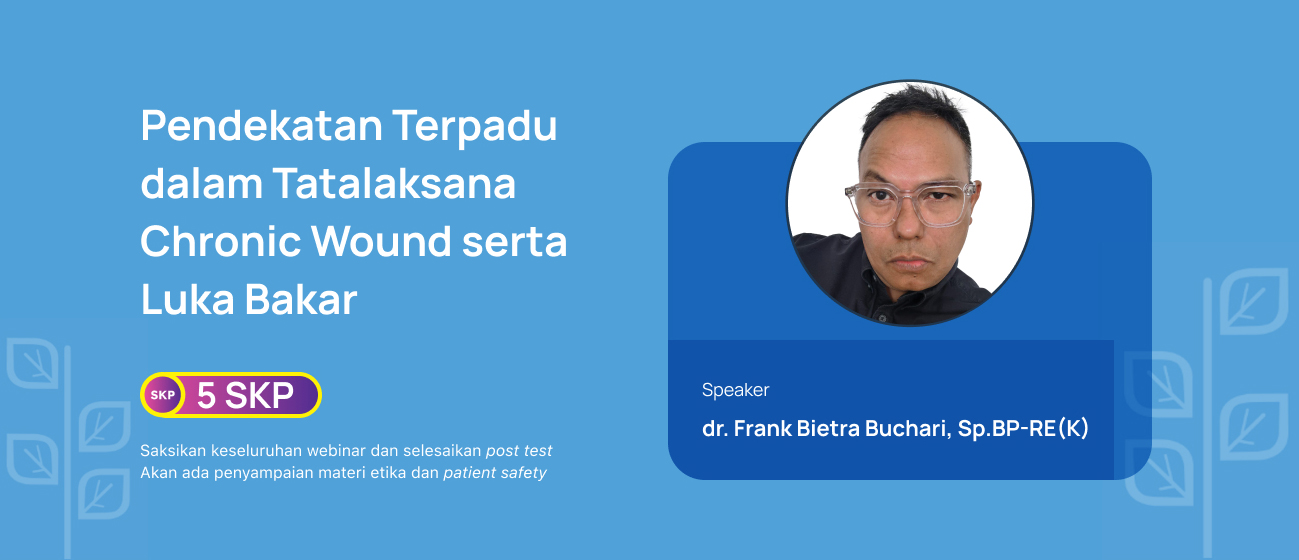 Pendekatan Terpadu
dalam Tatalaksana
Chronic Wound serta
Luka Bakar
SKP 5 SKP
Saksikan keseluruhan webinar dan selesaikan post test
Akan ada penyampaian materi etika dan patient safety
Speaker
dr. Frank Bietra Buchari, Sp.BP-RE(K)